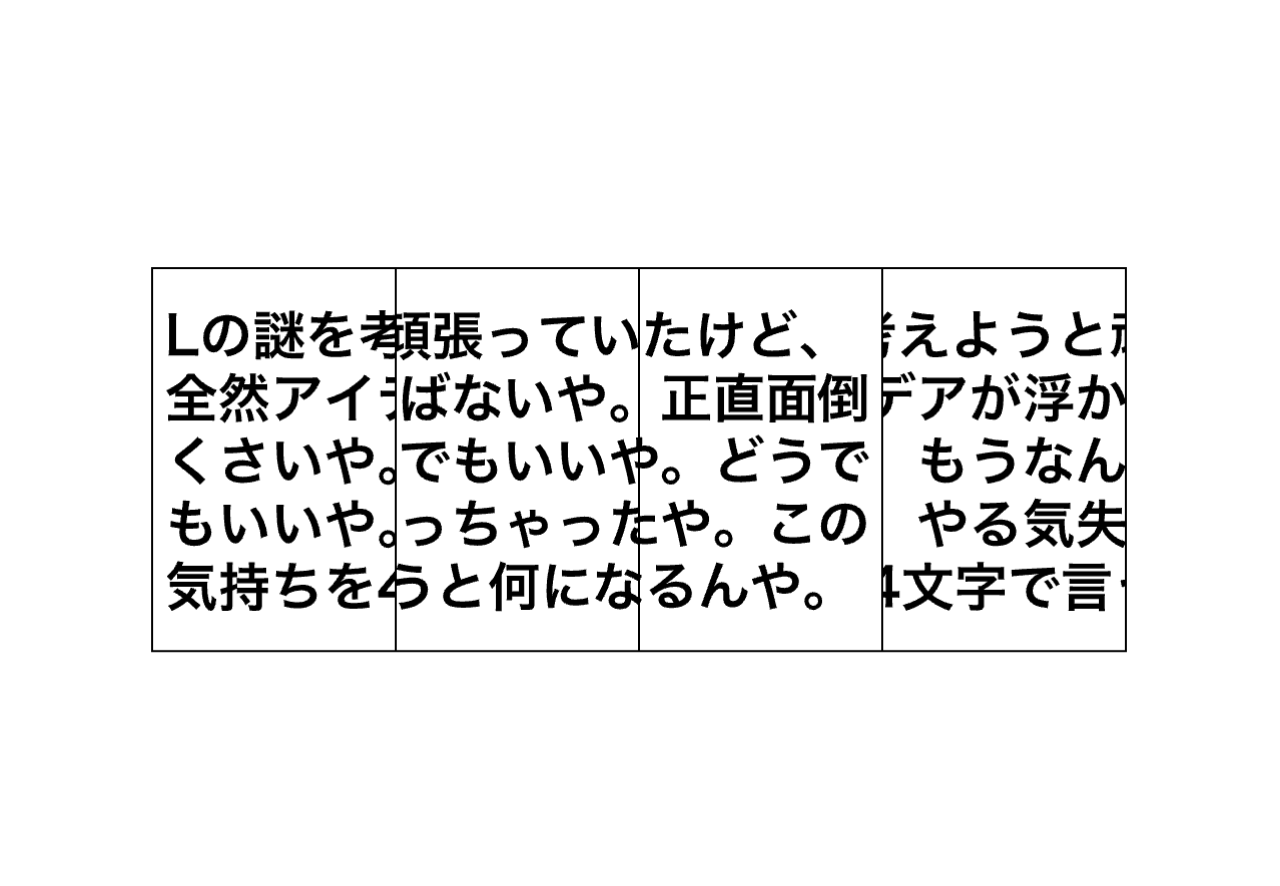 Lの謎を考頑張っていたけど、考えようと頑
全然アイデばないや。正直面倒デアが浮か
くさいや。でもいいや。どうで もうなん
もいいや。っちゃったや。この やる気失
気持ちを4うと何になるんや。 4文字で言う